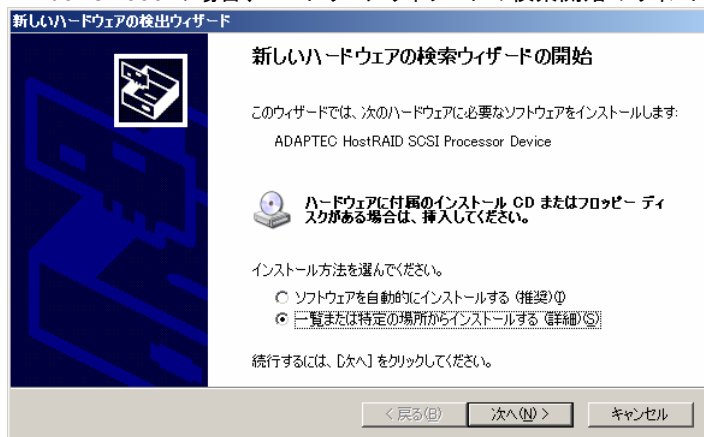 新しいハードウェアの検出ウィザード
新しいハードウェアの検索ウィザードの開始
このウィザードでは、次のハードウェアに必要なソフトウェアをインストールします:
ADAPTEC HostRAID SCSI Processor Device
ハードウェアに付属のインストール CD またはフロッピー ディ
スクがある場合は、挿入してください。
インストール方法を選んでください。
ソフトウェアを自動的にインストールする (推奨)(I)
一覧または特定の場所からインストールする (詳細)(S)
続行するには、[次へ] をクリックしてください。
< 戻る(B)
次へ(N) >
キャンセル